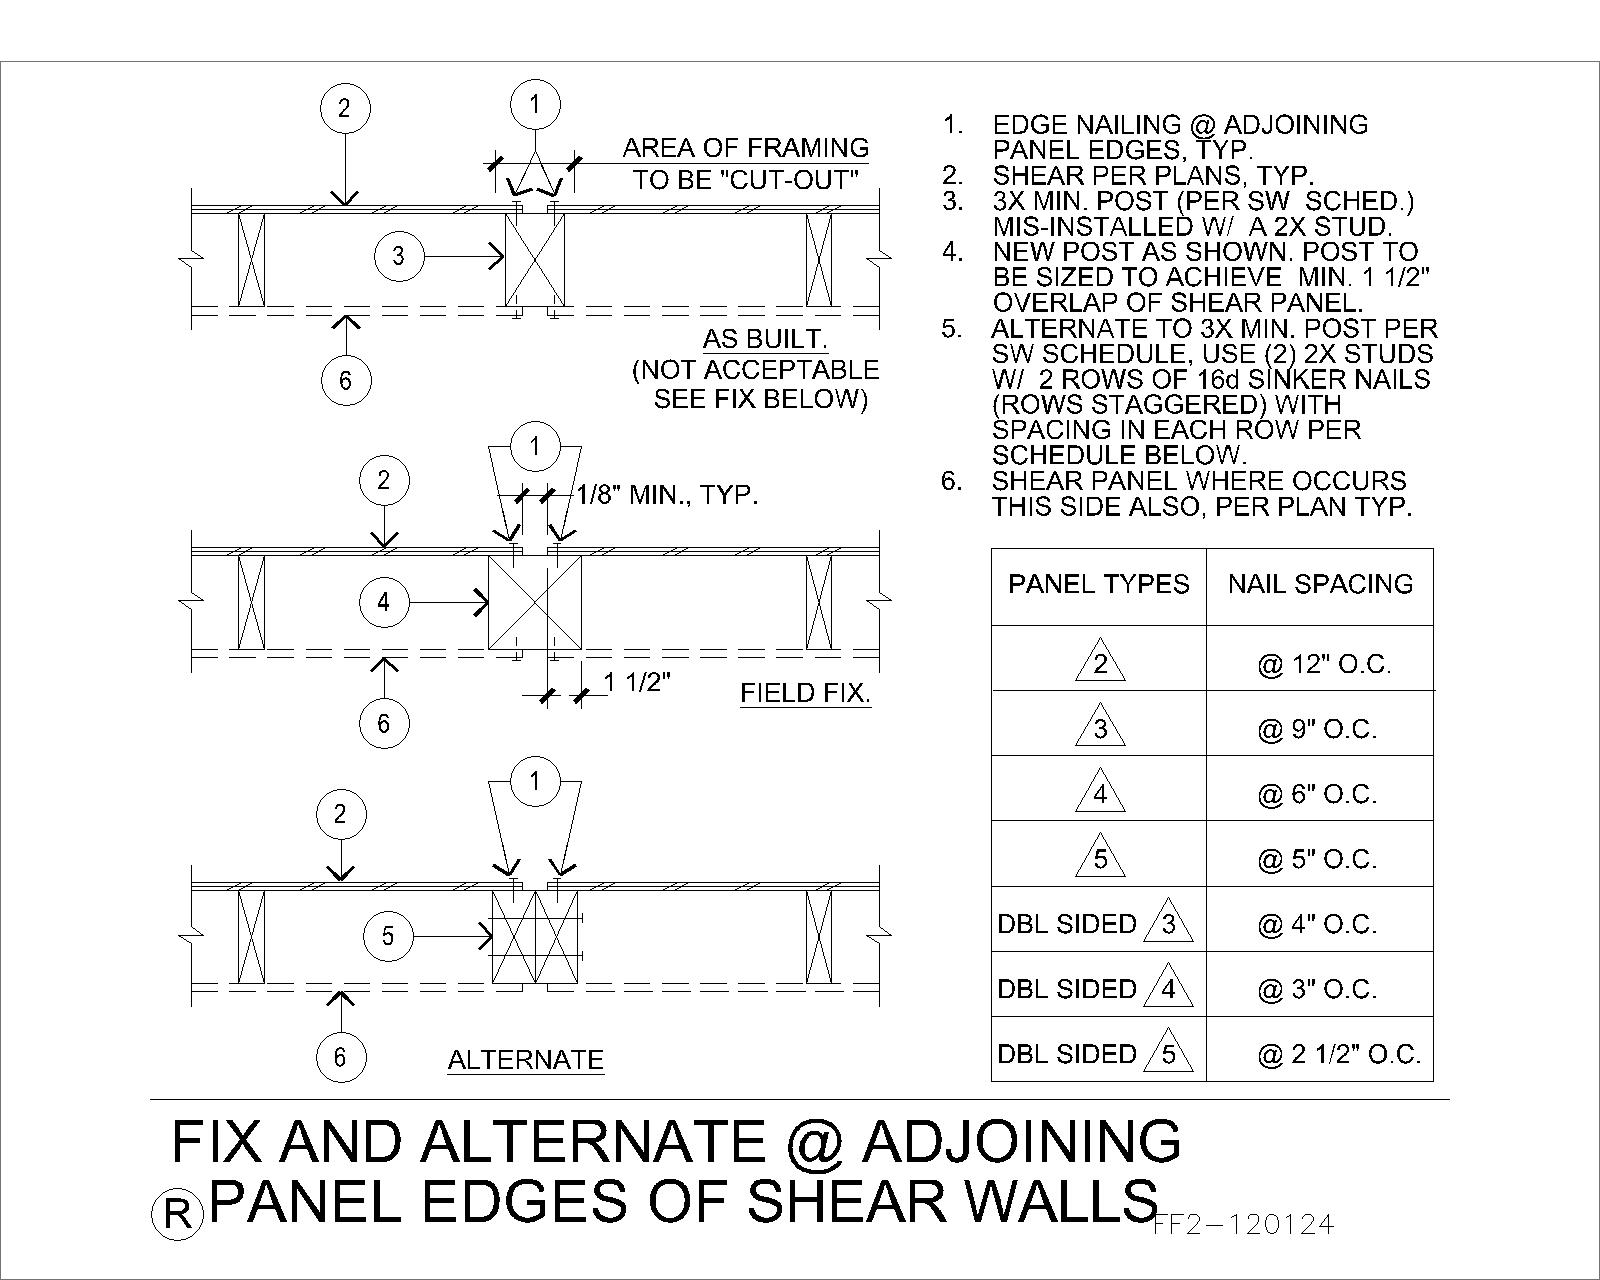 2
1
AREA OF FRAMING
TO BE "CUT-OUT"
3
AS BUILT.
(NOT ACCEPTABLE
SEE FIX BELOW)
6
1
2
1/8" MIN., TYP.
4
1 1/2"
FIELD FIX.
6
1
2
5
6
ALTERNATE
1. EDGE NAILING @ ADJOINING
PANEL EDGES, TYP.
2. SHEAR PER PLANS, TYP.
3. 3X MIN. POST (PER SW SCHED.)
MIS-INSTALLED W/ A 2X STUD.
4. NEW POST AS SHOWN. POST TO
BE SIZED TO ACHIEVE MIN. 1 1/2"
OVERLAP OF SHEAR PANEL.
5. ALTERNATE TO 3X MIN. POST PER
SW SCHEDULE, USE (2) 2X STUDS
W/ 2 ROWS OF 16d SINKER NAILS
(ROWS STAGGERED) WITH
SPACING IN EACH ROW PER
SCHEDULE BELOW.
6. SHEAR PANEL WHERE OCCURS
THIS SIDE ALSO, PER PLAN TYP.
PANEL TYPES NAIL SPACING
2 @ 12" O.C.
3 @ 9" O.C.
4 @ 6" O.C.
5 @ 5" O.C.
DBL SIDED 3 @ 4" O.C.
DBL SIDED 4 @ 3" O.C.
DBL SIDED 5 @ 2 1/2" O.C.
FIX AND ALTERNATE @ ADJOINING
R PANEL EDGES OF SHEAR WALLS
FF2-120124